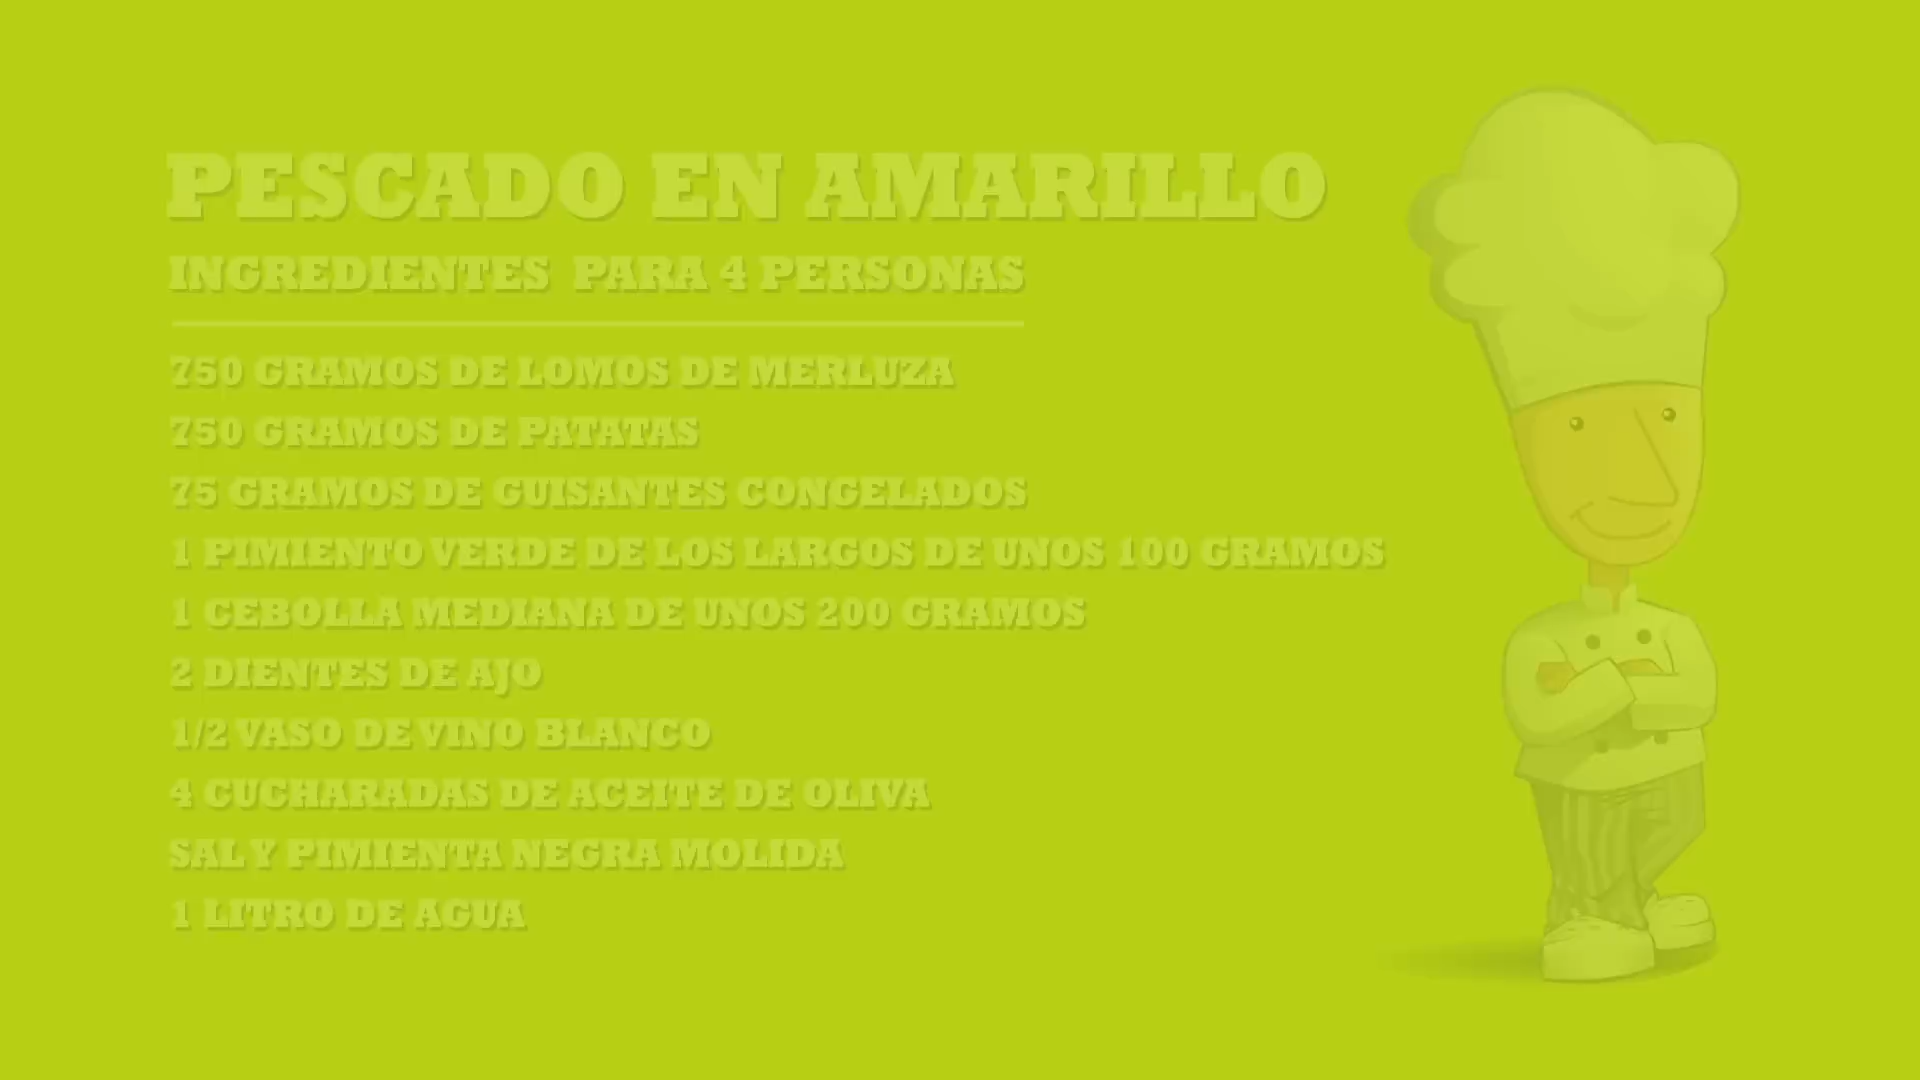 PESCADO EN AMARILLO
INGREDIENTES PARA 4 PERSONAS
750 GRAMOS DE LOMOS DE MERLUZA
750 GRAMOS DE PATATAS
75 GRAMOS DE GUISANTES CONGELADOS
1 PIMIENTO VERDE DE LOS LARGOS DE UNOS 100 GRAMOS
1 CEBOLLA MEDIANA DE UNOS 200 GRAMOS
2 DIENTES DE AJO
1/2 VASO DE VINO BLANCO
4 CUCHARADAS DE ACEITE DE OLIVA
SAL Y PIMIENTA NEGRA MOLIDA
1 LITRO DE AGUA